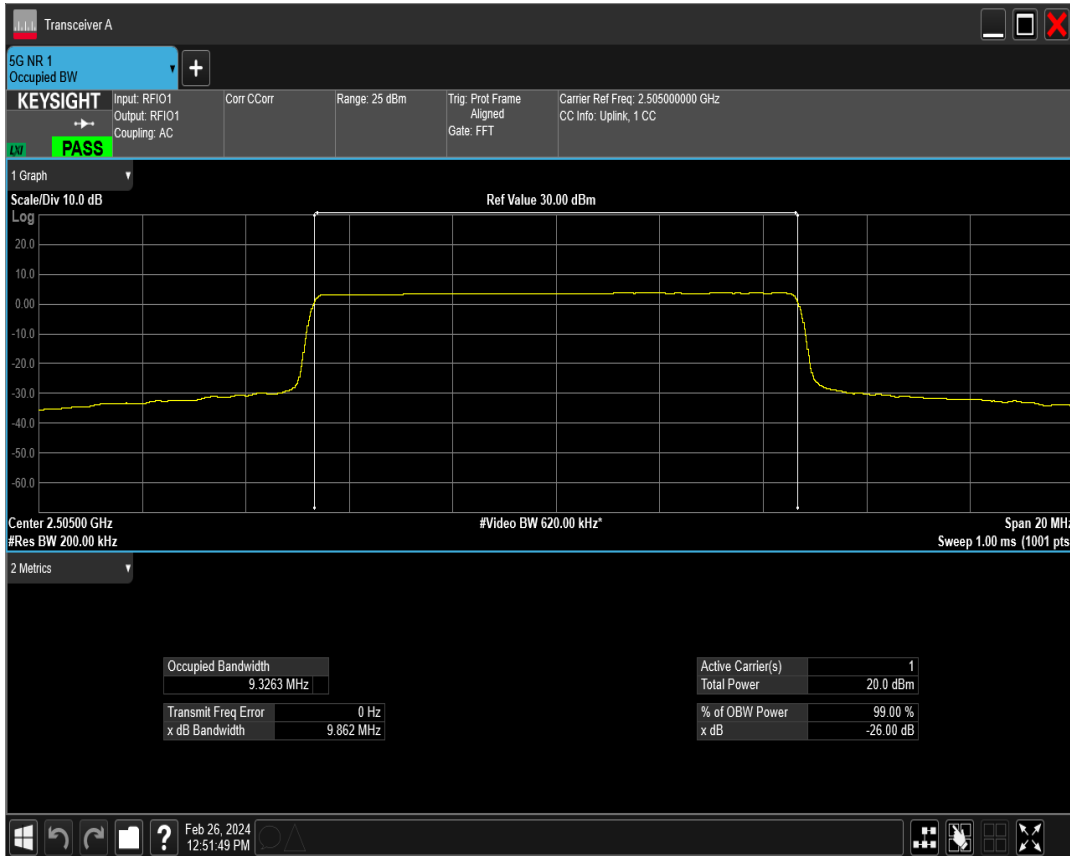 Transceiver A
5G NR 1
Occupied BW
KEYSIGHT
Input: RFIO1
Output: RFIO1
Coupling: AC
Corr CCorr
Range: 25 dBm
Trig: Prot Frame
Aligned
Gate: FFT
Carrier Ref Freq: 2.505000000 GHz
CC Info: Uplink, 1 CC
LXI
PASS
1 Graph
Scale/Div 10.0 dB
Ref Value 30.00 dBm
Log
20.0
10.0
0.00
-10.0
-20.0
-30.0
-40.0
-50.0
-60.0
Center 2.50500 GHz
#Video BW 620.00 kHz*
Span 20 MHz
#Res BW 200.00 kHz
Sweep 1.00 ms (1001 pts
2 Metrics
Occupied Bandwidth
9.3263 MHz
Transmit Freq Error 0 Hz
x dB Bandwidth 9.862 MHz
Active Carrier(s) 1
Total Power 20.0 dBm
% of OBW Power 99.00 %
x dB -26.00 dB
?
Feb 26, 2024
12:51:49 PM